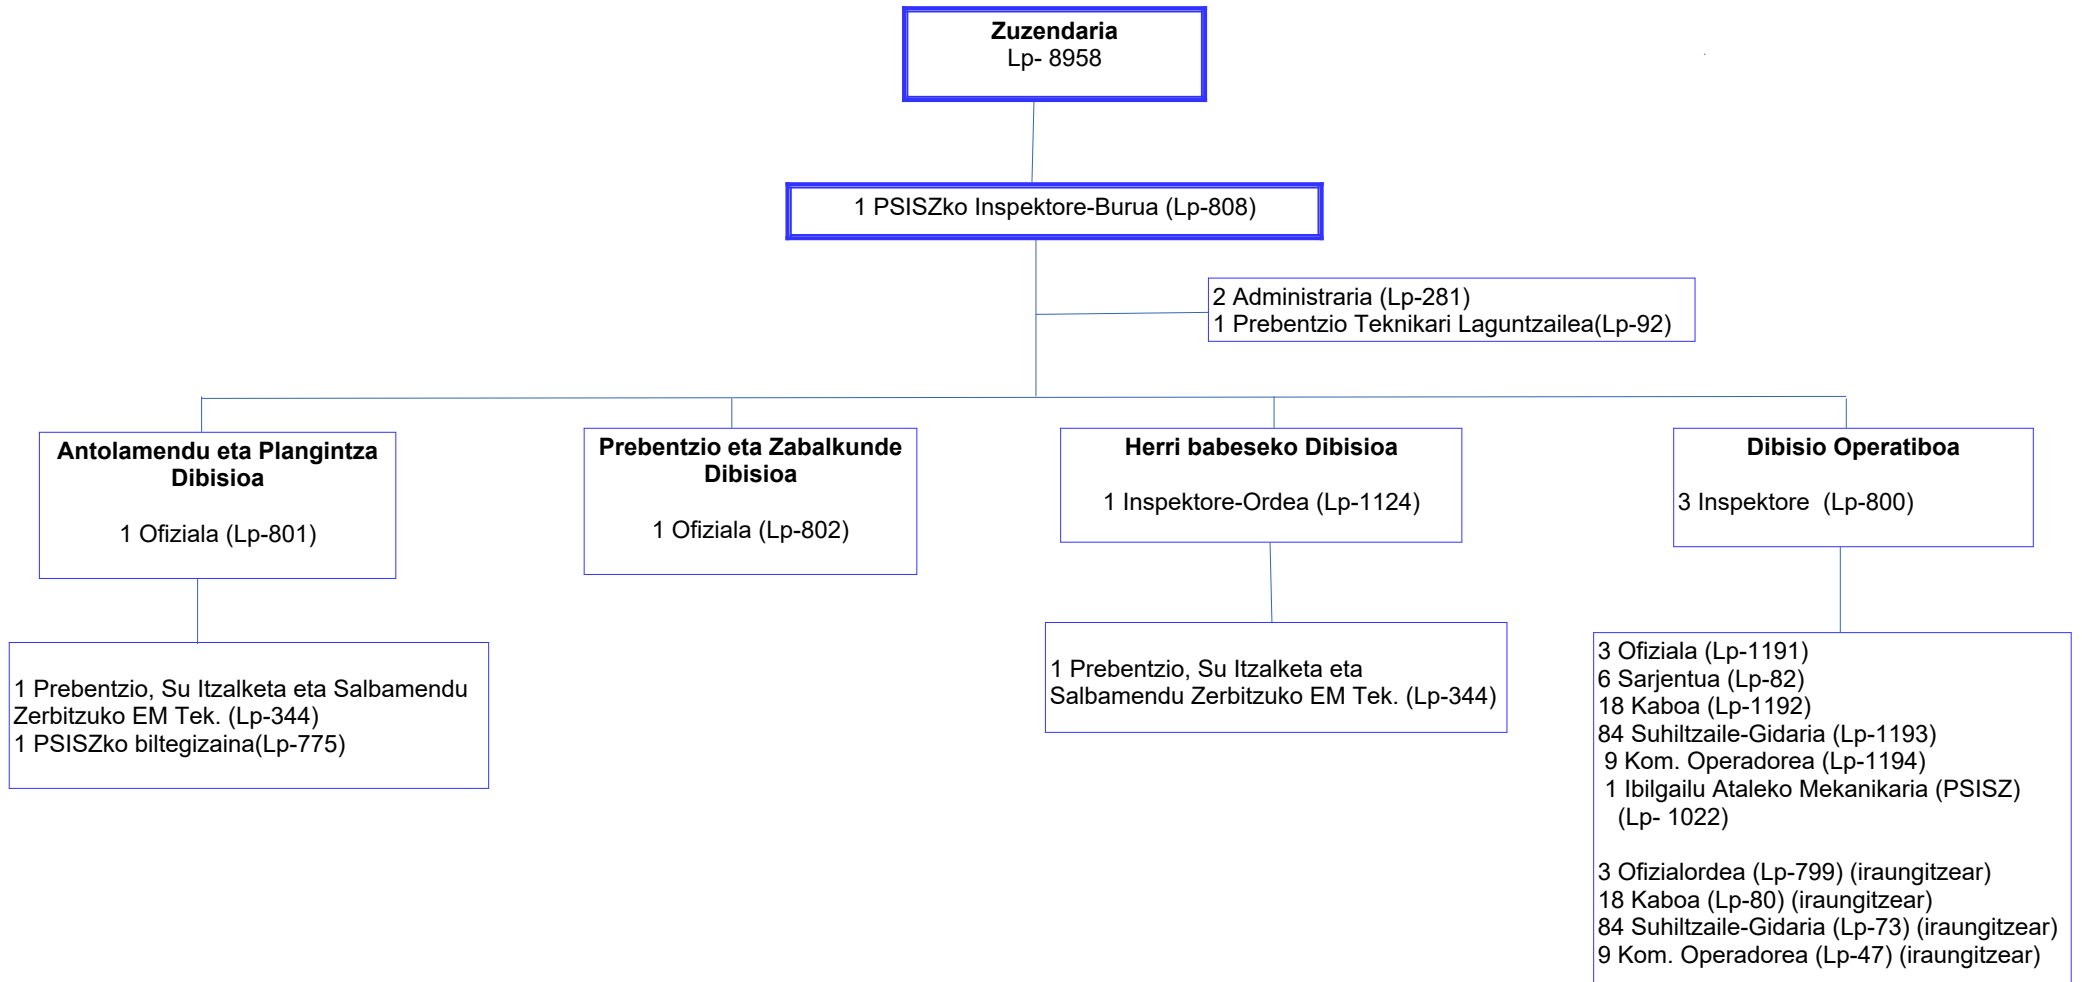 Zuzendaria
Lp- 8958
1 PSISZko Inspektore-Burua (Lp-808)
2 Administraria (Lp-281)
1 Prebentzio Teknikari Laguntzailea(Lp-92)
Antolamendu eta Plangintza
Dibisioa
1 Ofiziala (Lp-801)
Prebentzio eta Zabalkunde
Dibisioa
1 Ofiziala (Lp-802)
Herri babeseko Dibisioa
1 Inspektore-Ordea (Lp-1124)
Dibisio Operatiboa
3 Inspektore  (Lp-800)
1 Prebentzio, Su Itzalketa eta Salbamendu
Zerbitzuko EM Tek. (Lp-344)
1 PSISZko biltegizaina(Lp-775)
1 Prebentzio, Su Itzalketa eta
Salbamendu Zerbitzuko EM Tek. (Lp-344)
3 Ofiziala (Lp-1191)
6 Sarjentua (Lp-82)
18 Kaboa (Lp-1192)
84 Suhiltzaile-Gidaria (Lp-1193)
9 Kom. Operadorea (Lp-1194)
1 Ibilgailu Ataleko Mekanikaria (PSISZ)
(Lp- 1022)
3 Ofizialordea (Lp-799) (iraungitzear)
18 Kaboa (Lp-80) (iraungitzear)
84 Suhiltzaile-Gidaria (Lp-73) (iraungitzear)
9 Kom. Operadorea (Lp-47) (iraungitzear)